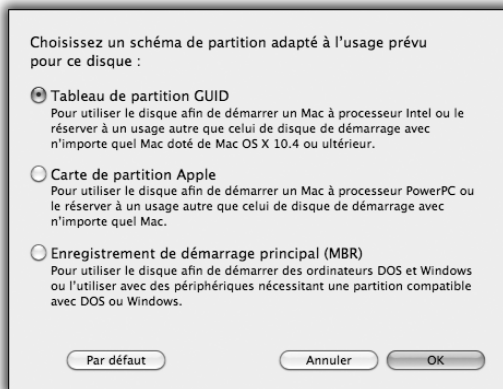 Choisissez un schéma de partition adapté à l'usage prévu
pour ce disque :
Tableau de partition GUID
Pour utiliser le disque afin de démarrer un Mac à processeur Intel ou le
réserver à un usage autre que celui de disque de démarrage avec
n'importe quel Mac doté de Mac OS X 10.4 ou ultérieur.
Carte de partition Apple
Pour utiliser le disque afin de démarrer un Mac à processeur PowerPC ou
le réserver à un usage autre que celui de disque de démarrage avec
n'importe quel Mac.
Enregistrement de démarrage principal (MBR)
Pour utiliser le disque afin de démarrer des ordinateurs DOS et Windows
ou l'utiliser avec des périphériques nécessitant une partition compatible
avec DOS ou Windows.
Par défaut Annuler OK